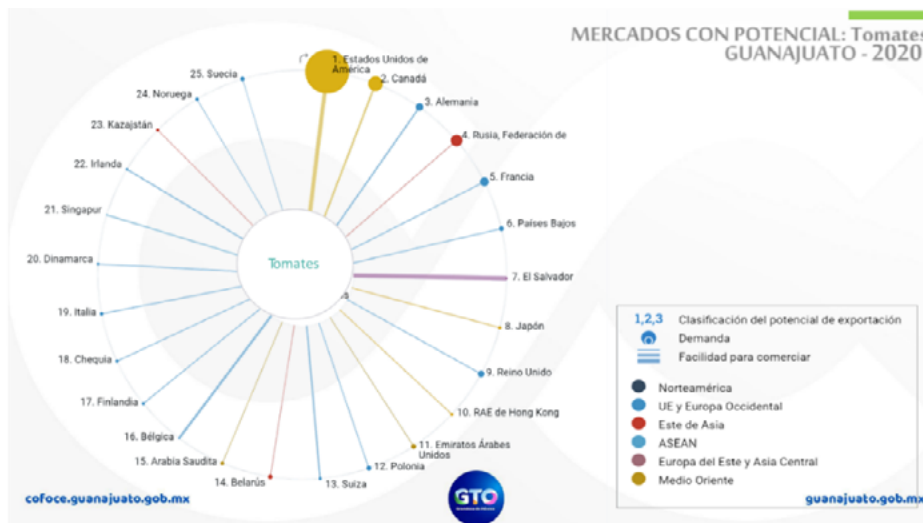 MERCADOS CON POTENCIAL: Tomates
GUANAJUATO - 2020
1. Estados Unidos de
América
2. Canadá
3. Alemania
4. Rusia, Federación de
5. Francia
6. Países Bajos
7. El Salvador
8. Japón
9. Reino Unido
10. RAE de Hong Kong
11. Emiratos Árabes
Unidos
12. Polonia
13. Suiza
14. Belarús
15. Arabia Saudita
16. Bélgica
17. Finlandia
18. Chequia
19. Italia
20. Dinamarca
21. Singapur
22. Irlanda
23. Kazajstán
24. Noruega
25. Suecia
Tomates
1,2,3 Clasificación del potencial de exportación
Demanda
Facilidad para comerciar
Norteamérica
UE y Europa Occidental
Este de Asia
ASEAN
Europa del Este y Asia Central
Medio Oriente
cofoce.guanajuato.gob.mx
GTO
guanajuato.gob.mx